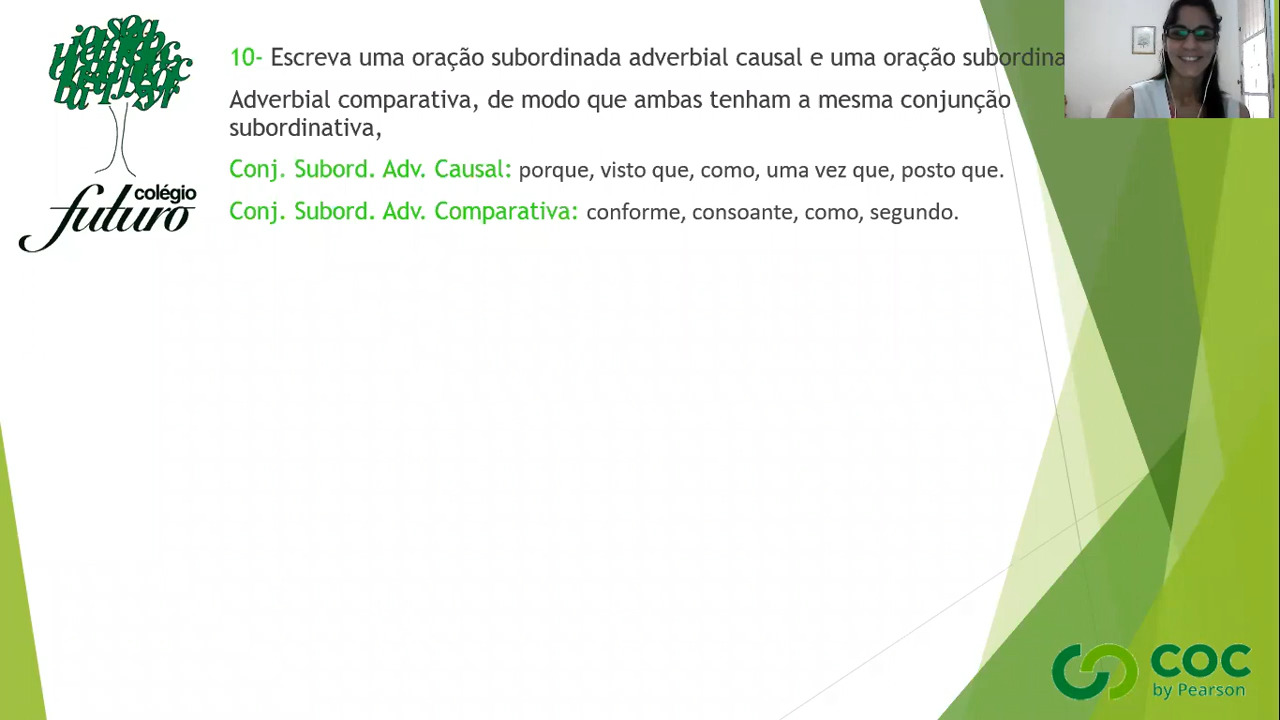 10- Escreva uma oração subordinada adverbial causal e uma oração subordina
Adverbial comparativa, de modo que ambas tenham a mesma conjunção
subordinativa,
Conj. Subord. Adv. Causal: porque, visto que, como, uma vez que, posto que.
Conj. Subord. Adv. Comparativa: conforme, consoante, como, segundo.
colégio
futuro
COC
by Pearson